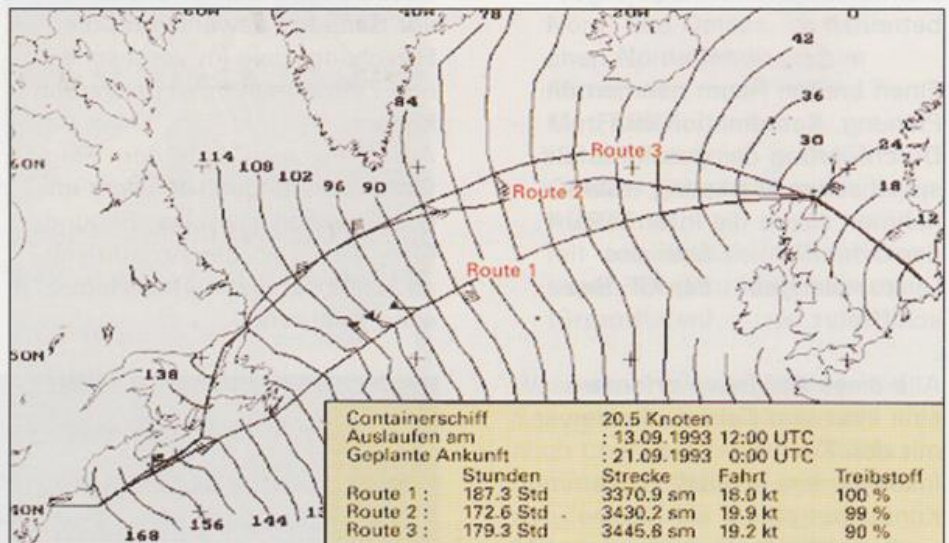 78 0
42
84 36
60N 114 108 102 96 90 Route 3 30 24
Route 2 18
12
Route 1
50N
138
40N 168 156 144
Containerschiff 20.5 Knoten
Auslaufen am : 13.09.1993 12:00 UTC
Geplante Ankunft : 21.09.1993 0:00 UTC
Stunden Strecke Fahrt Treibstoff
Route 1 : 187.3 Std 3370.9 sm 18.0 kt 100 %
Route 2 : 172.6 Std 3430.2 sm 19.9 kt 99 %
Route 3 : 179.3 Std 3445.6 sm 19.2 kt 90 %